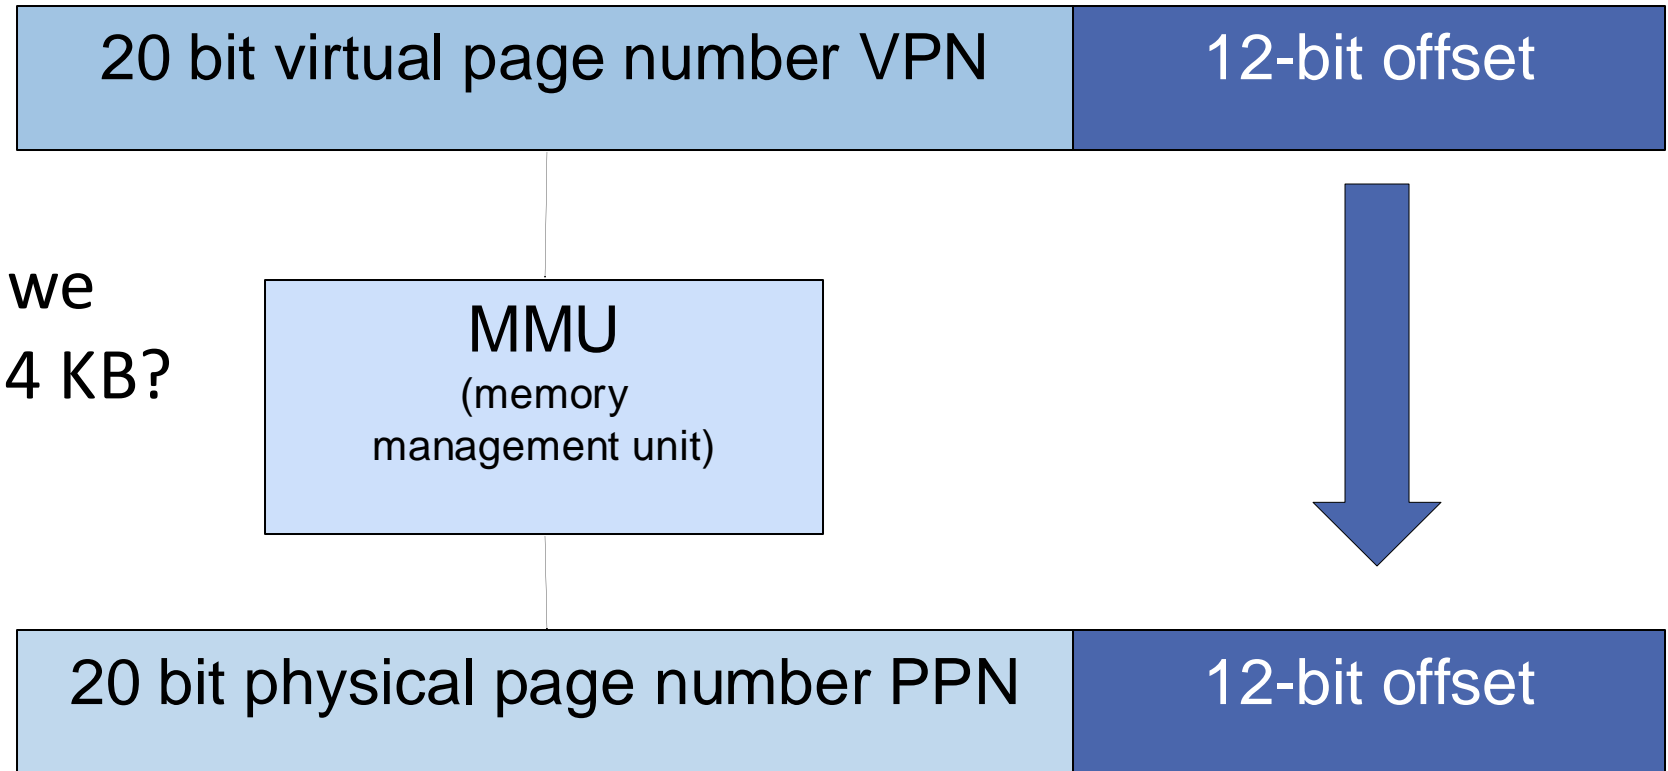 20 bit virtual page number VPN
12-bit offset
we
4 KB?
MMU
(memory
management unit)
20 bit physical page number PPN
12-bit offset